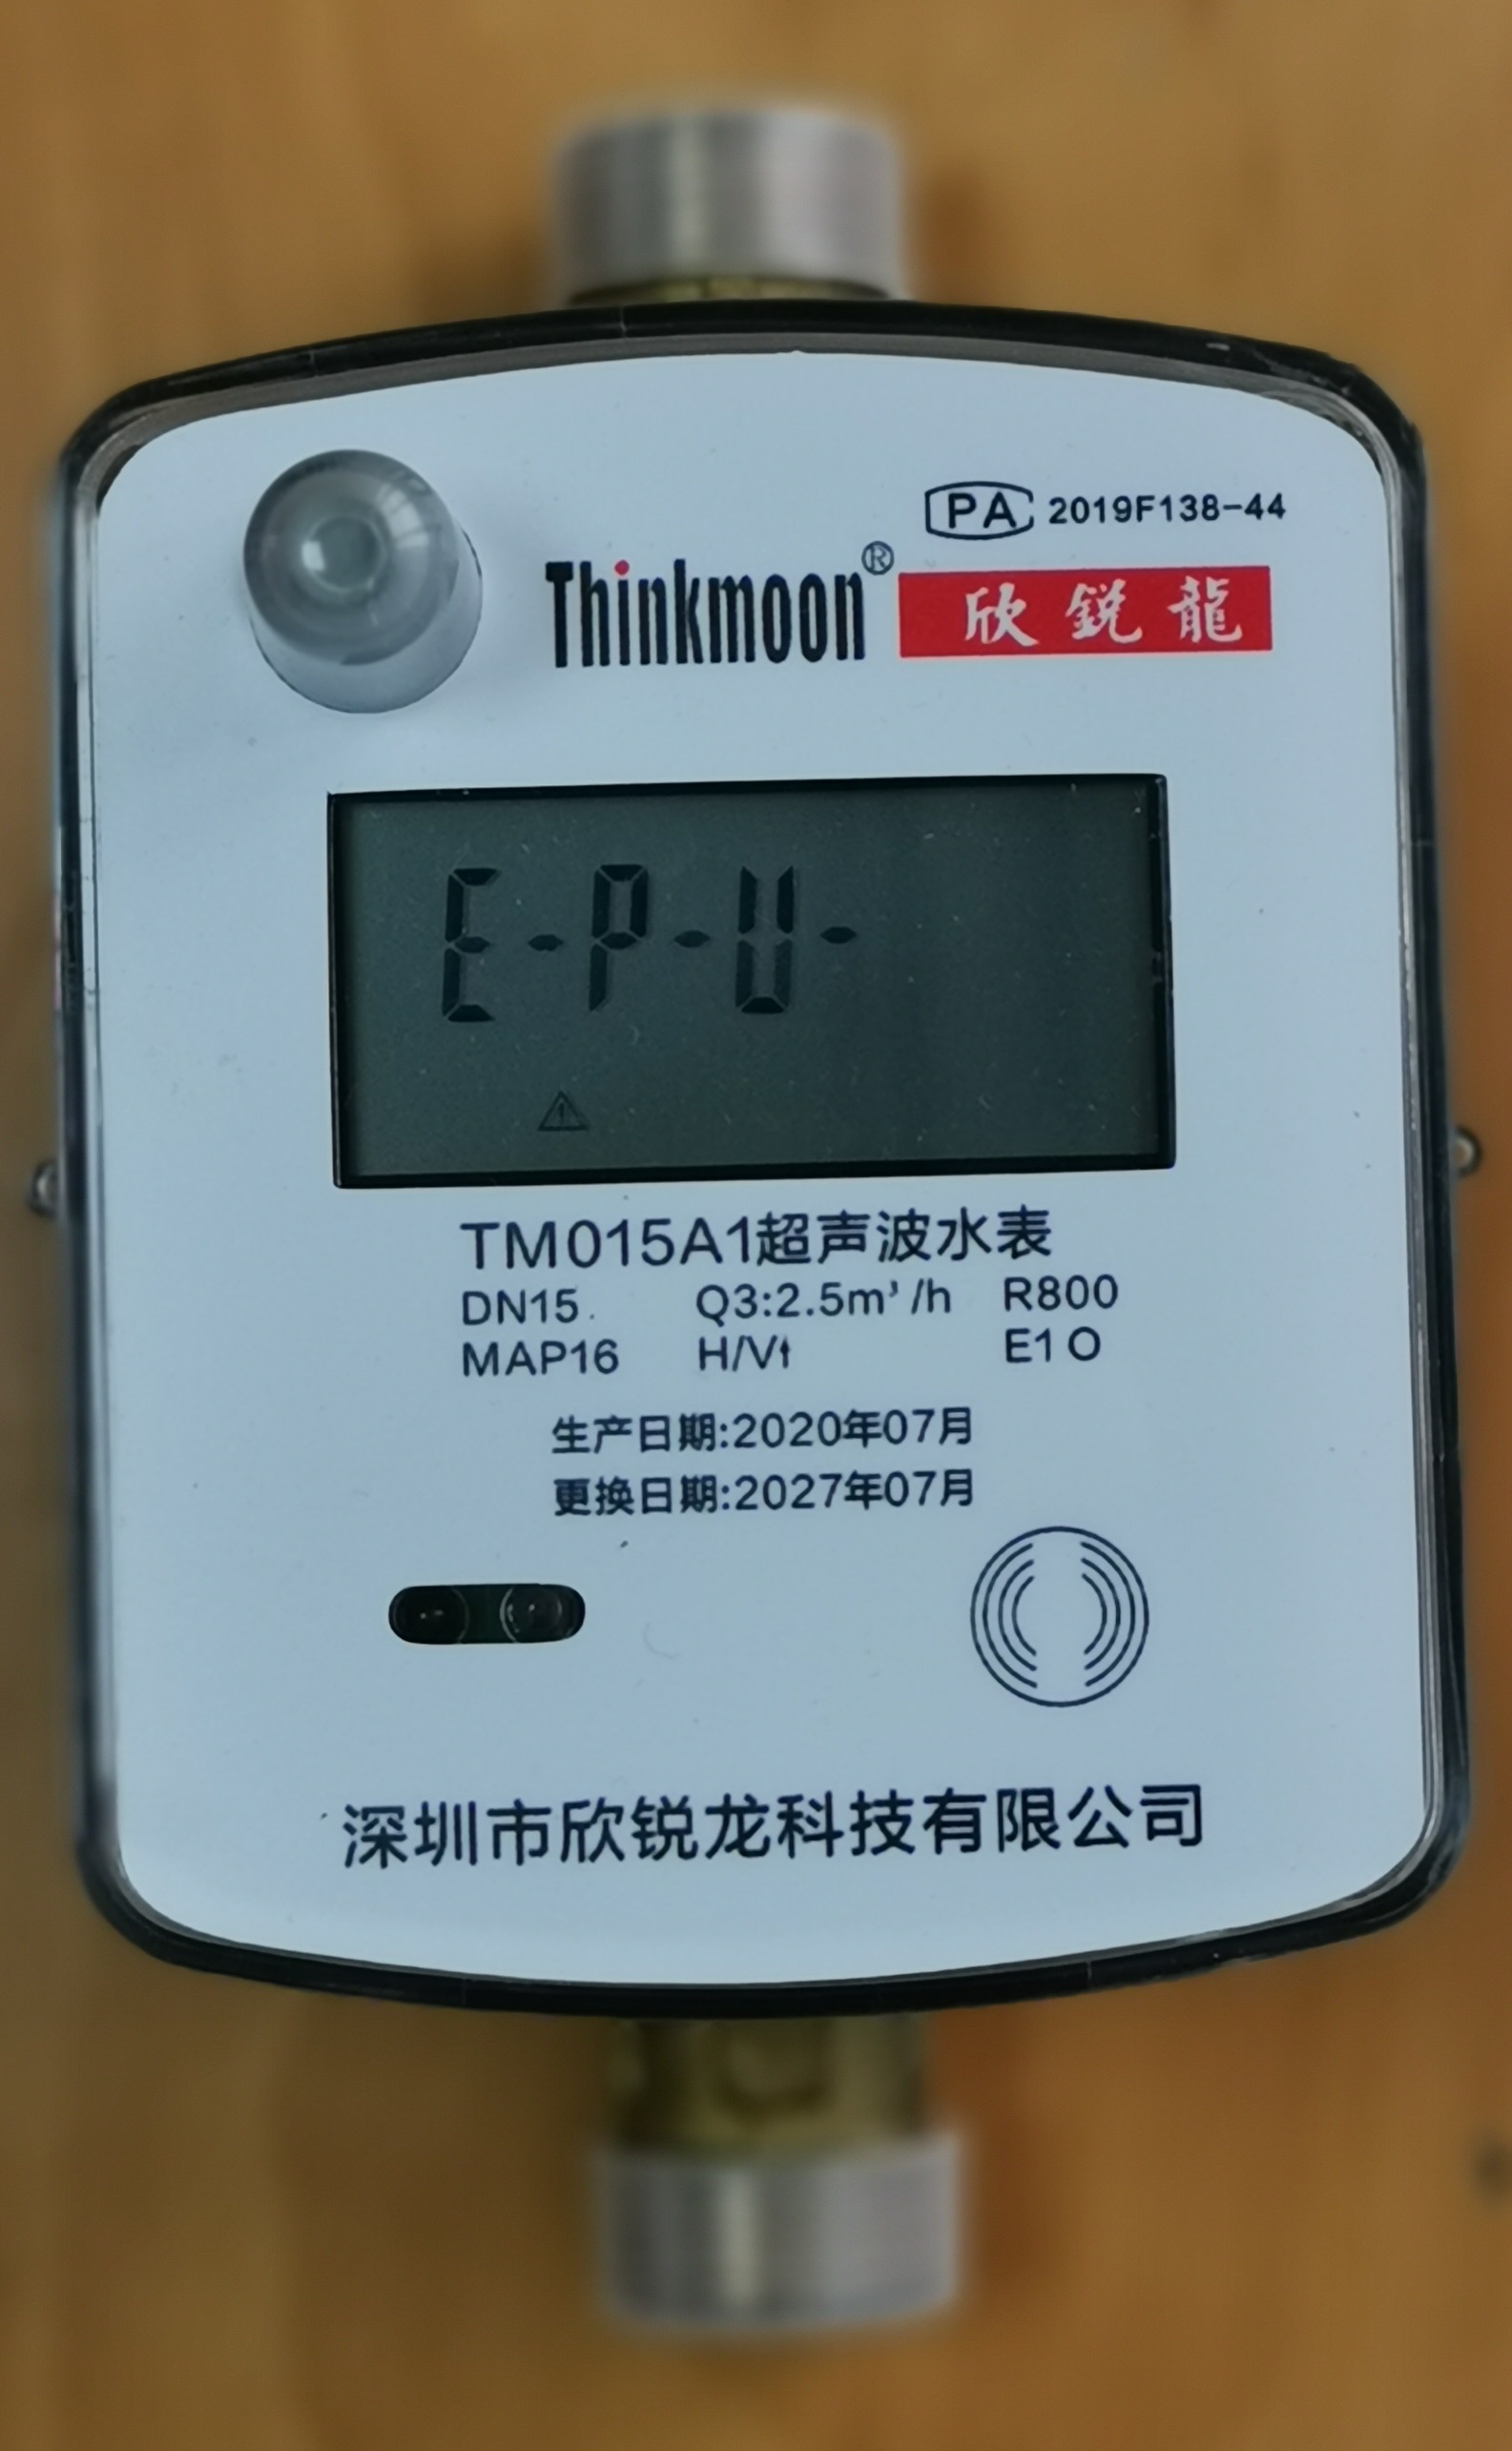 PA 2019F138-44
Thinkmoon® 欣鋭龍
E-P-U-
TM015A1超声波水表
DN15. Q3:2.5m³/h R800
MAP16 H/V↑ E1 O
生产日期:2020年07月
更换日期:2027年07月
深圳市欣锐龙科技有限公司